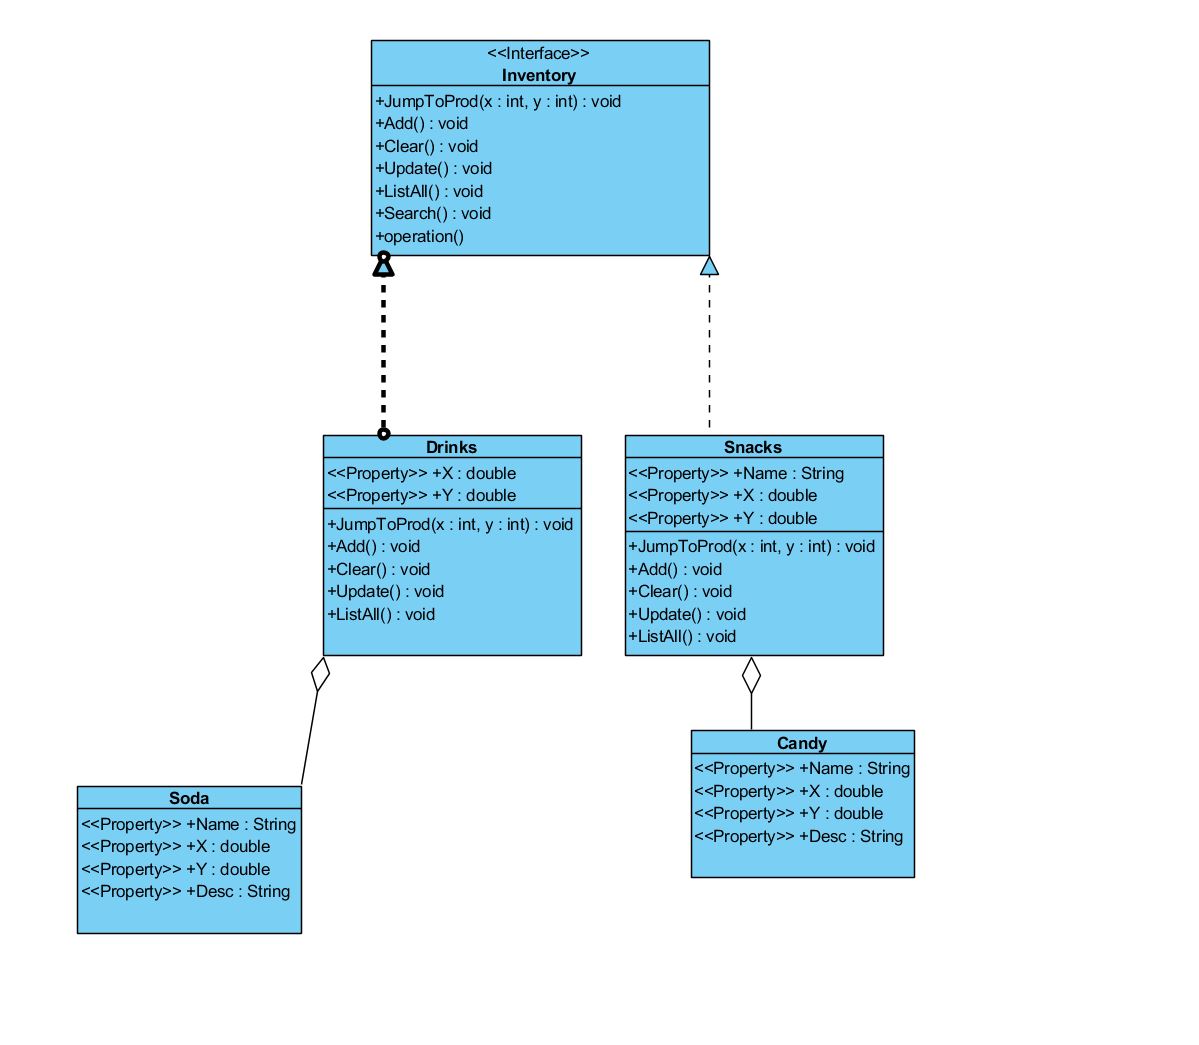 <<Interface>>
Inventory
+JumpToProd(x : int, y : int) : void
+Add() : void
+Clear() : void
+Update() : void
+ListAll() : void
+Search() : void
+operation()
Drinks
<<Property>> +X : double
<<Property>> +Y : double
+JumpToProd(x : int, y : int) : void
+Add() : void
+Clear() : void
+Update() : void
+ListAll() : void
Snacks
<<Property>> +Name : String
<<Property>> +X : double
<<Property>> +Y : double
+JumpToProd(x : int, y : int) : void
+Add() : void
+Clear() : void
+Update() : void
+ListAll() : void
Soda
<<Property>> +Name : String
<<Property>> +X : double
<<Property>> +Y : double
<<Property>> +Desc : String
Candy
<<Property>> +Name : String
<<Property>> +X : double
<<Property>> +Y : double
<<Property>> +Desc : String